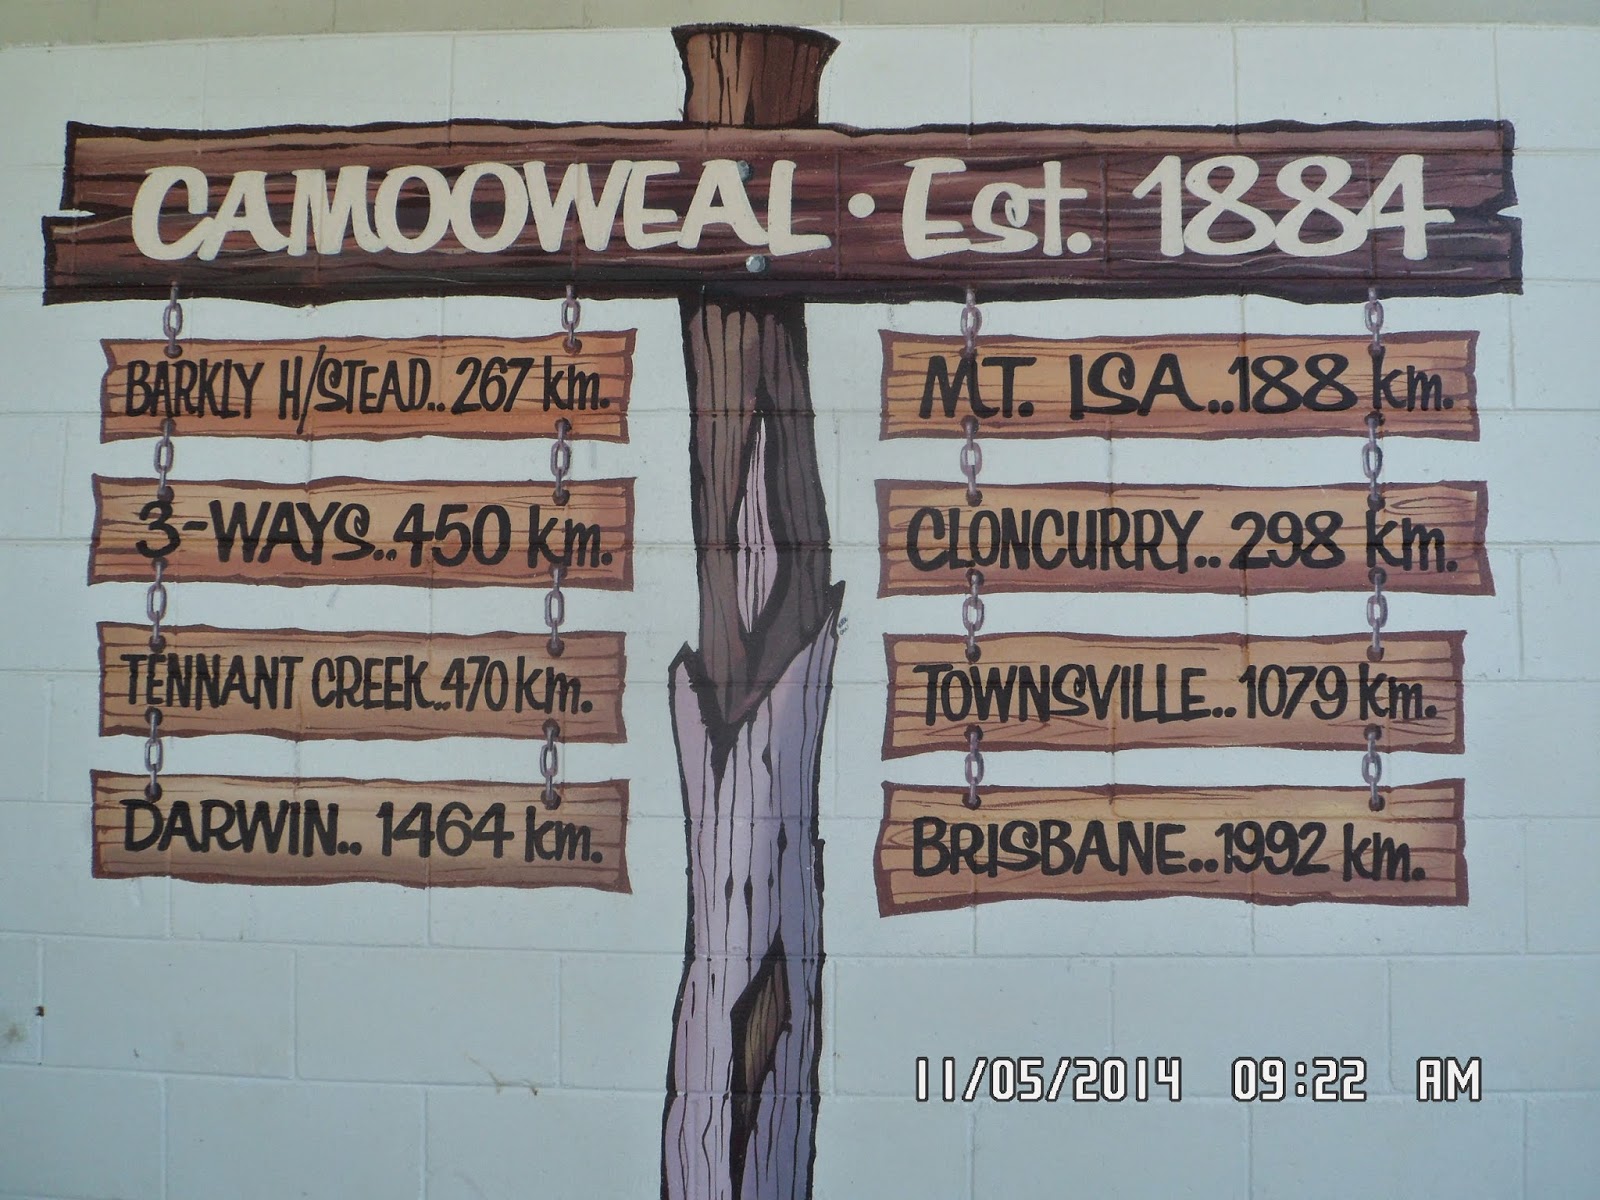 CAMOOWEAL • Est. 1884
BARKLY H/STEAD.. 267 km.
3-WAYS.. 450 km.
TENNANT CREEK.. 470 km.
DARWIN.. 1464 km.
MT. ISA.. 188 km.
CLONCURRY.. 298 km.
TOWNSVILLE.. 1079 km.
BRISBANE.. 1992 km.
11/05/2014 09:22 AM